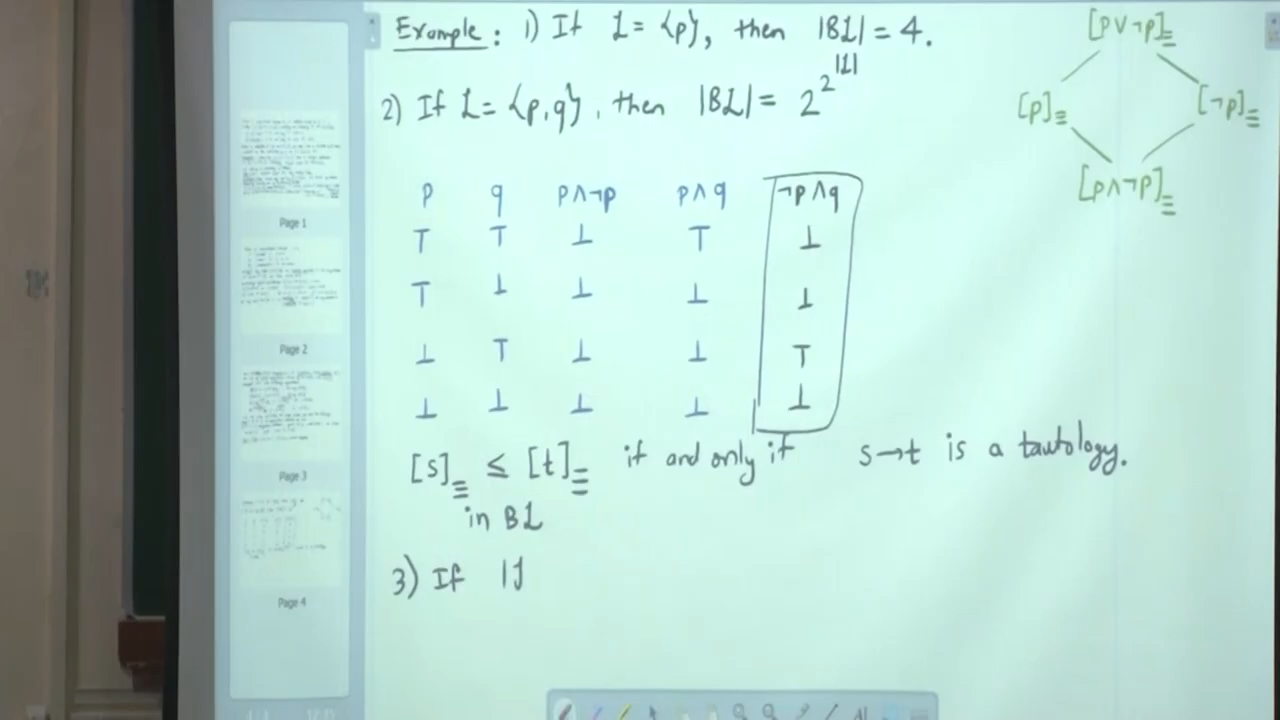 Example: 1) If L = {p}, then |BL| = 4.
[p∨¬p]≡
[p]≡ [¬p]≡
[p∧¬p]≡
2) If L = {p,q}, then |BL| = 2^2^|L|
p q p∧¬p p∧q ¬p∧q
T T ⊥ T ⊥
T ⊥ ⊥ ⊥ ⊥
⊥ T ⊥ ⊥ T
⊥ ⊥ ⊥ ⊥ ⊥
[s]≡ ≤ [t]≡ if and only if s→t is a tautology.
in BL
3) If |J
Page 1
Page 2
Page 3
Page 4